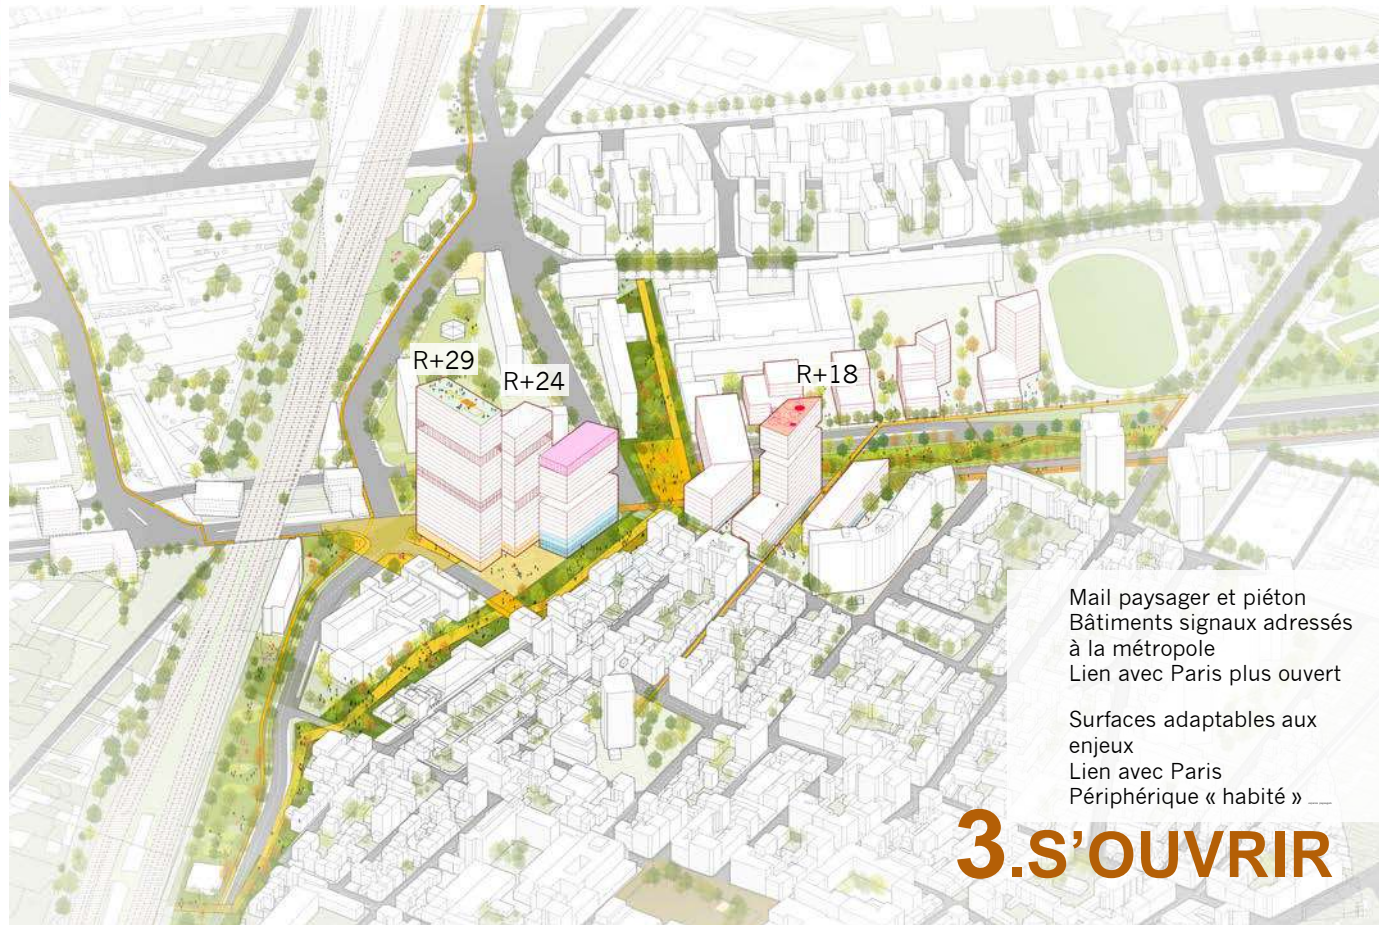 R+29
R+24
R+18
Mail paysager et piéton
Bâtiments signaux adressés
à la métropole
Lien avec Paris plus ouvert
Surfaces adaptables aux
enjeux
Lien avec Paris
Périphérique « habité »
3.S’OUVRIR